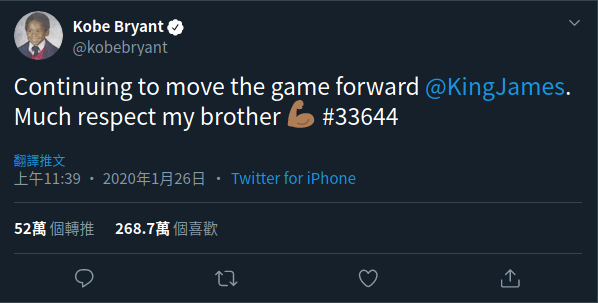 Kobe Bryant
@kobebryant
Continuing to move the game forward @KingJames.
Much respect my brother 💪🏾 #33644
翻譯推文
上午11:39 · 2020年1月26日 · Twitter for iPhone
52萬 個轉推 268.7萬 個喜歡